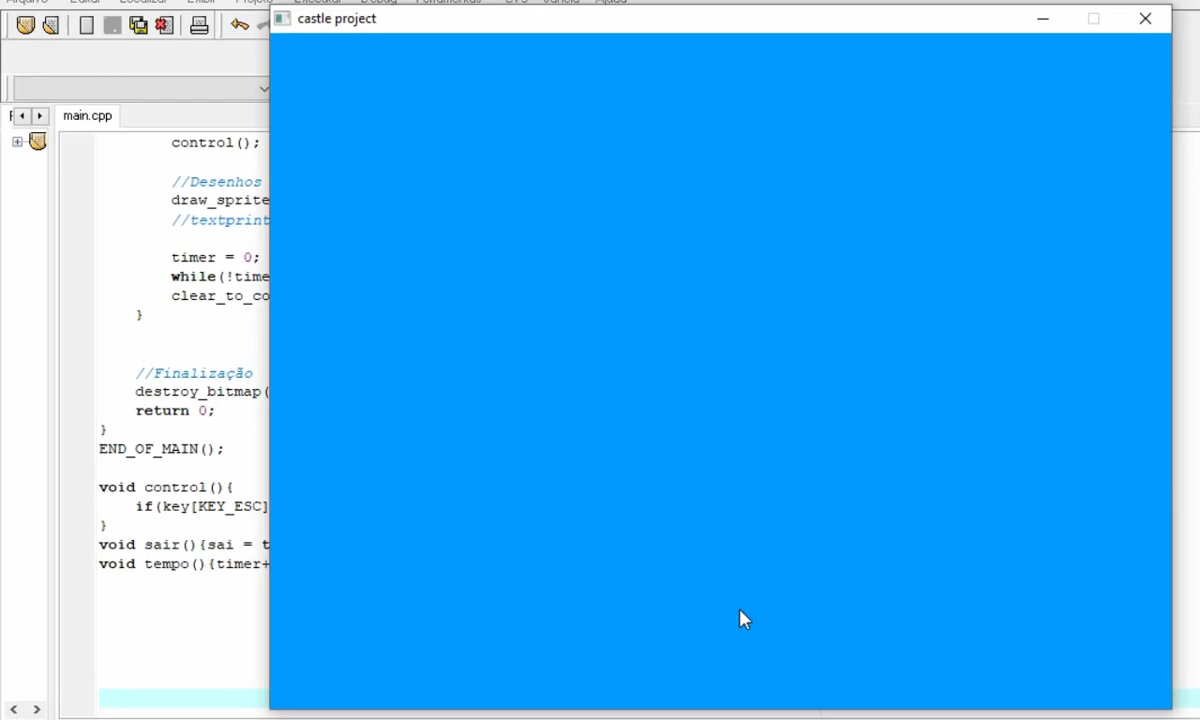 castle project
main.cpp
control();
//Desenhos
draw_sprite
//textprint
timer = 0;
while(!time
clear_to_co
}
//Finalização
destroy_bitmap(
return 0;
}
END_OF_MAIN();
void control(){
if(key[KEY_ESC]
}
void sair(){sai = t
void tempo(){timer+